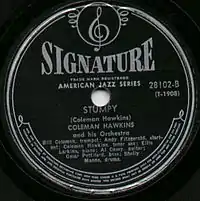 SIGNATURE
TRADE MARK REGISTERED
AMERICAN JAZZ SERIES
28102-B
(T-1908)
STUMPY
(Coleman Hawkins)
COLEMAN HAWKINS
and his Orchestra
Bill Coleman, trumpet; Andy Fitzgerald, clari-
net; Coleman Hawkins, tenor sax; Ellis
Larkins, piano; Al Casey, guitar;
Oscar Pettiford, bass; Shelly
Manne, drums.